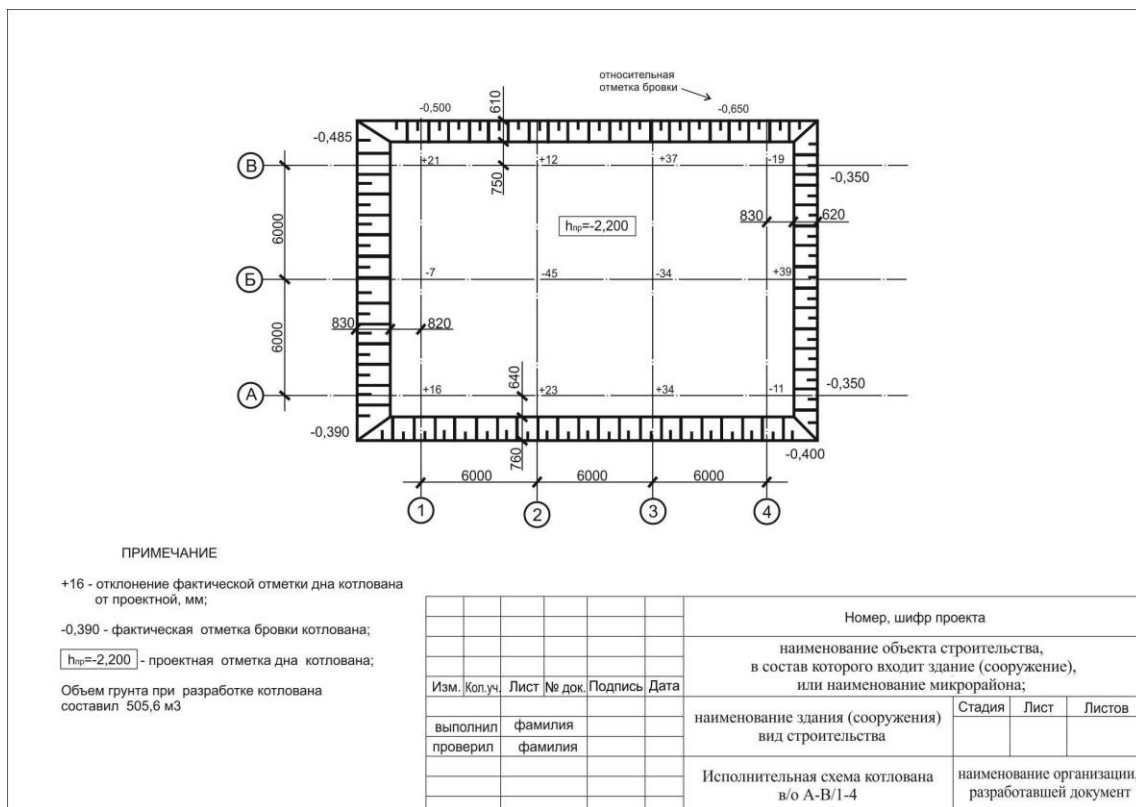 относительная
отметка бровки
-0,500
610
-0,650
-0,485
В
+21
+12
+37
-19
-0,350
750
830
620
6000
hпр=-2,200
Б
-7
-45
-34
+39
6000
830
820
640
-0,350
А
+16
+23
+34
-11
-0,390
760
-0,400
6000
6000
6000
1
2
3
4
ПРИМЕЧАНИЕ
+16 - отклонение фактической отметки дна котлована
от проектной, мм;
-0,390 - фактическая отметка бровки котлована;
hпр=-2,200 - проектная отметка дна котлована;
Объем грунта при разработке котлована
составил 505,6 м3
Номер, шифр проекта
наименование объекта строительства,
в состав которого входит здание (сооружение),
или наименование микрорайона;
Изм. Кол.уч. Лист № док. Подпись Дата
наименование здания (сооружения)
вид строительства
Стадия Лист Листов
выполнил фамилия
проверил фамилия
Исполнительная схема котлована
в/о А-В/1-4
наименование организации,
разработавшей документ